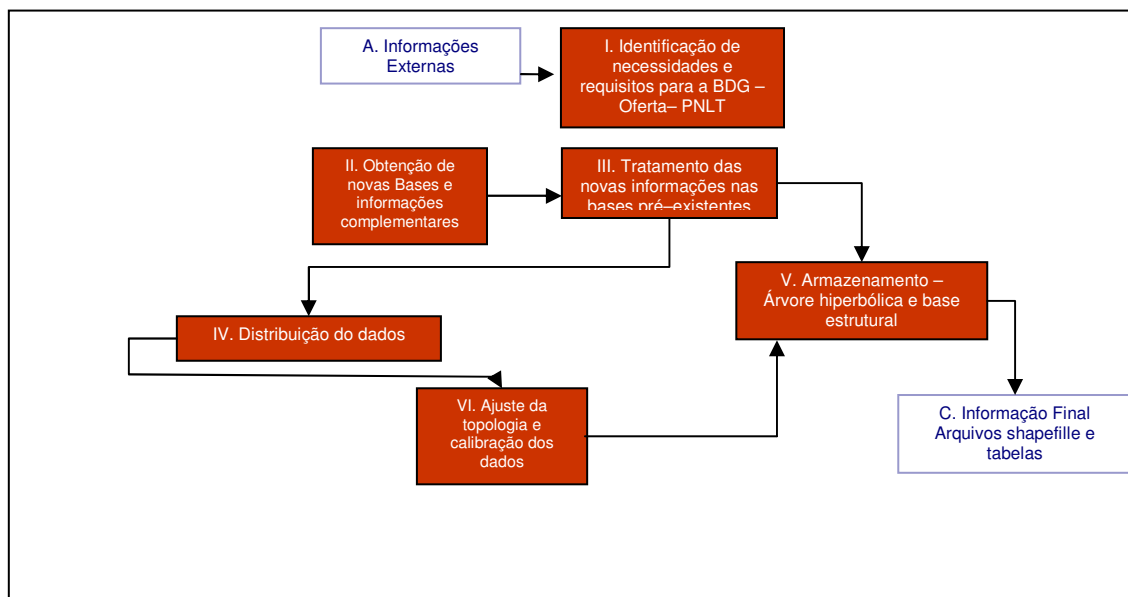 A. Informações
Externas
I. Identificação de
necessidades e
requisitos para a BDG –
Oferta– PNLT
II. Obtenção de
novas Bases e
informações
complementares
III. Tratamento das
novas informações nas
bases pré–existentes
V. Armazenamento –
Árvore hiperbólica e base
estrutural
IV. Distribuição do dados
VI. Ajuste da
topologia e
calibração dos
dados
C. Informação Final
Arquivos shapefille e
tabelas